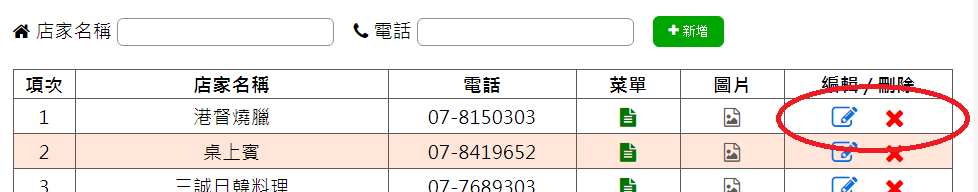 店家名稱 電話 新增
項次 店家名稱 電話 菜單 圖片 編輯 / 刪除
1 港督燒臘 07-8150303
2 桌上賓 07-8419652
3 三誠日韓料理 07-7689303